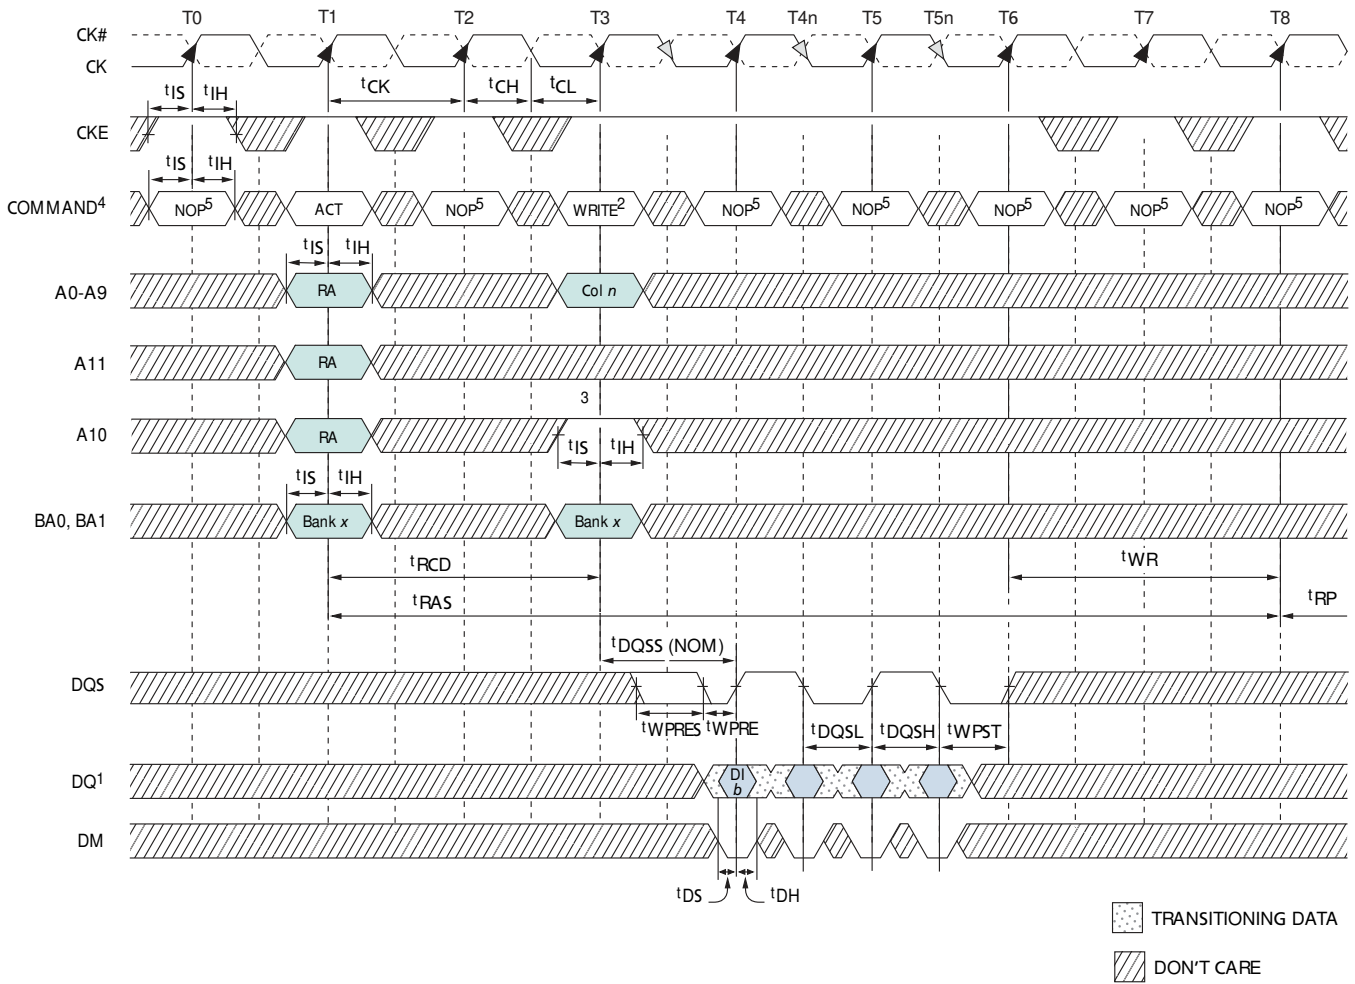 T0 T1 T2 T3 T4 T4n T5 T5n T6 T7 T8
CK#
CK
tCK tCH tCL
tIS tIH
CKE
tIS tIH
COMMAND4 NOP5 ACT NOP5 WRITE2 NOP5 NOP5 NOP5 NOP5 NOP5
tIS tIH
A0-A9 RA Col n
A11 RA
3
A10 RA
tIS tIH
tIS tIH
BA0, BA1 Bank x Bank x
tRCD tWR
tRAS tRP
tDQSS (NOM)
DQS
tWPRES tWPRE tDQSL tDQSH tWPST
DQ1 DI
b
DM
tDS tDH
TRANSITIONING DATA
DON'T CARE